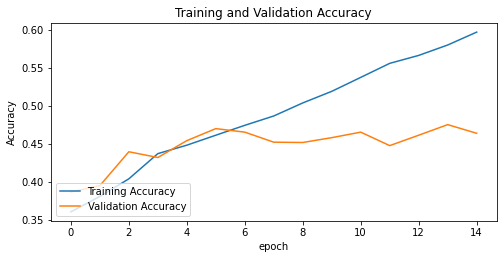 Training and Validation Accuracy
0.60
0.55
0.50
0.45
0.40
0.35
Accuracy
Training Accuracy
Validation Accuracy
0 2 4 6 8 10 12 14
epoch